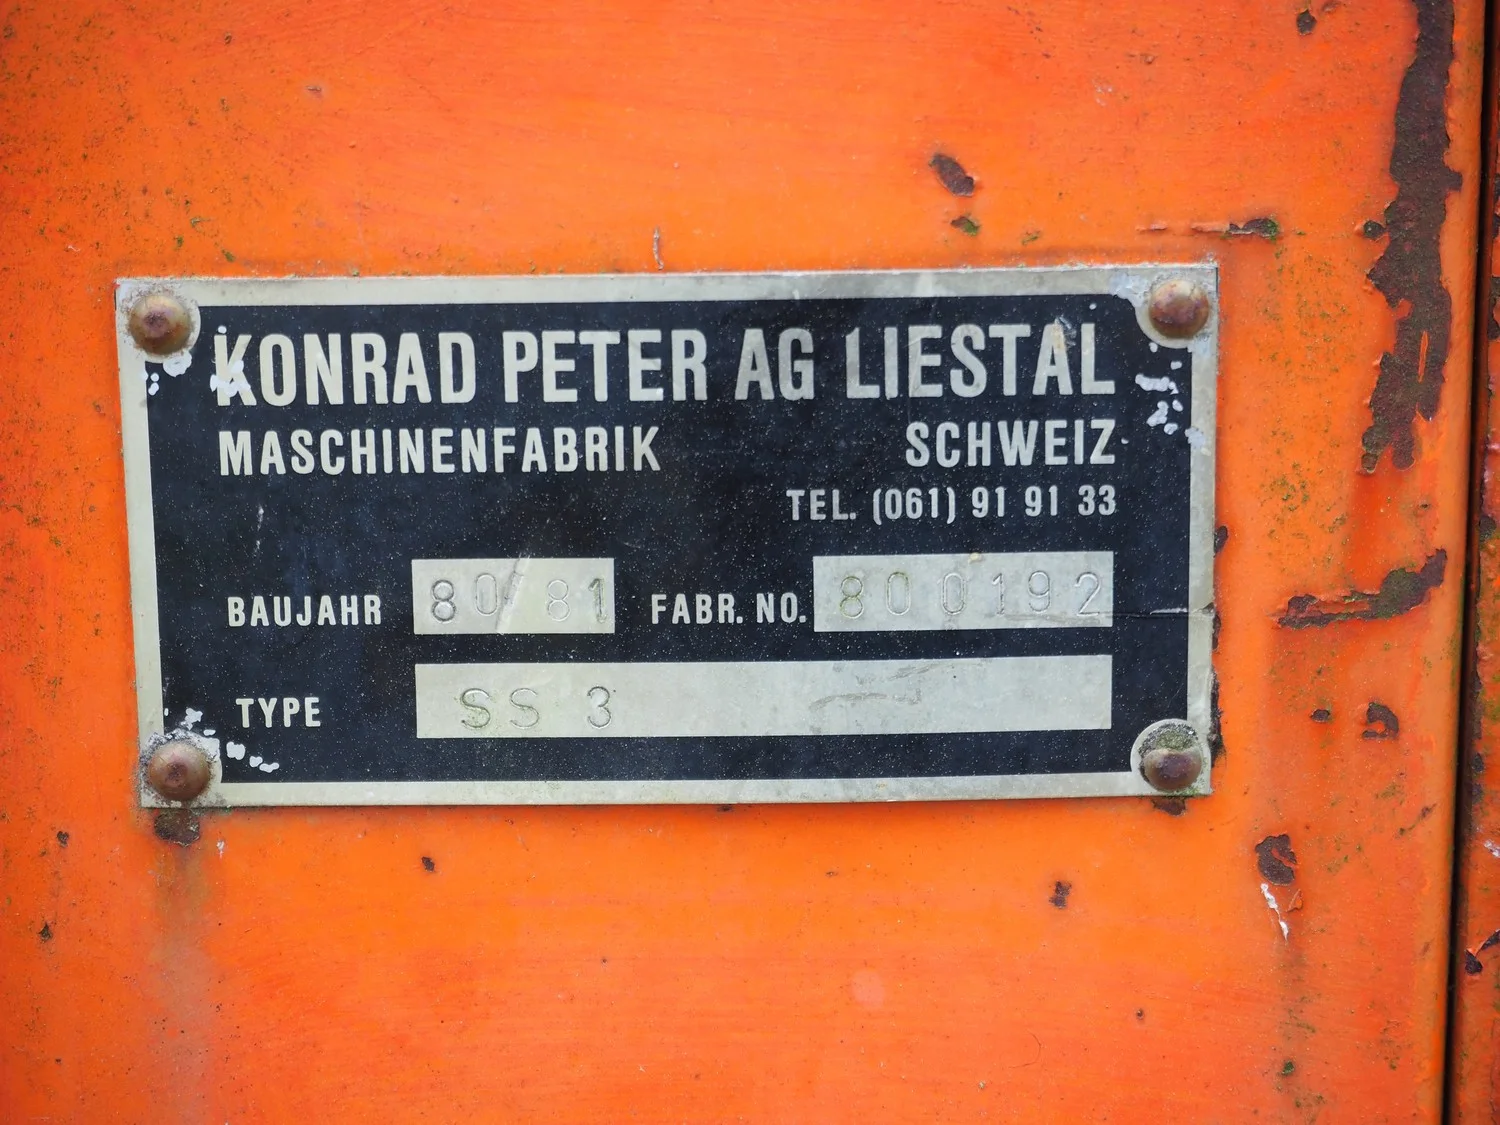 KONRAD PETER AG LIESTAL
MASCHINENFABRIK SCHWEIZ
TEL. (061) 91 91 33
BAUJAHR 80/81 FABR. NO. 800192
TYPE SS 3